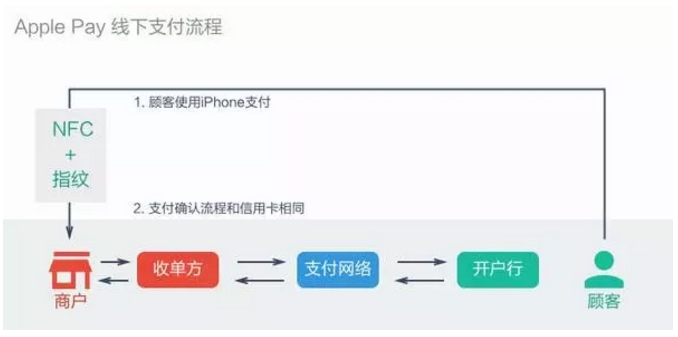 Apple Pay 线下支付流程
1. 顾客使用iPhone支付
NFC
+
指纹
2. 支付确认流程和信用卡相同
收单方
支付网络
开户行
商户
顾客